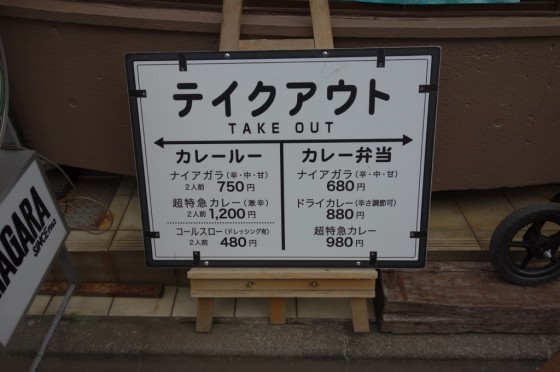 テイクアウト
TAKE OUT
カレールー
ナイアガラ(辛・中・甘)
2人前 750円
超特急カレー(激辛)
2人前 1,200円
コールスロー(ドレッシング有)
2人前 480円
カレー弁当
ナイアガラ(辛・中・甘)
680円
ドライカレー(辛さ調節可)
880円
超特急カレー
980円
IAGARA
SINCE